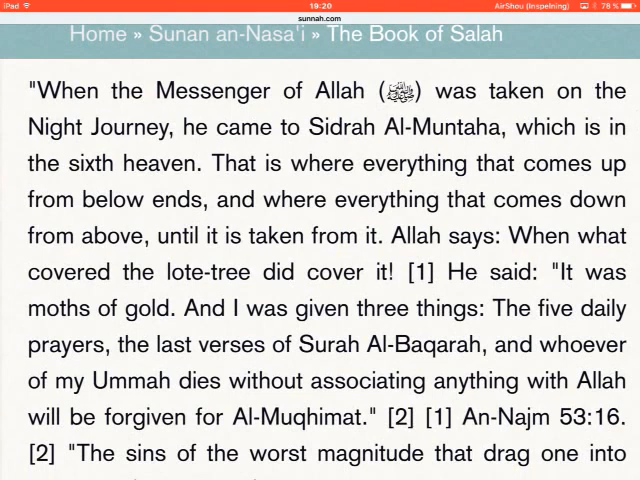 iPad 19:20 AirShou (Inspelning) 78 %
sunnah.com
Home » Sunan an-Nasa'i » The Book of Salah
"When the Messenger of Allah (ﷺ) was taken on the
Night Journey, he came to Sidrah Al-Muntaha, which is in
the sixth heaven. That is where everything that comes up
from below ends, and where everything that comes down
from above, until it is taken from it. Allah says: When what
covered the lote-tree did cover it! [1] He said: "It was
moths of gold. And I was given three things: The five daily
prayers, the last verses of Surah Al-Baqarah, and whoever
of my Ummah dies without associating anything with Allah
will be forgiven for Al-Muqhimat." [2] [1] An-Najm 53:16.
[2] "The sins of the worst magnitude that drag one into